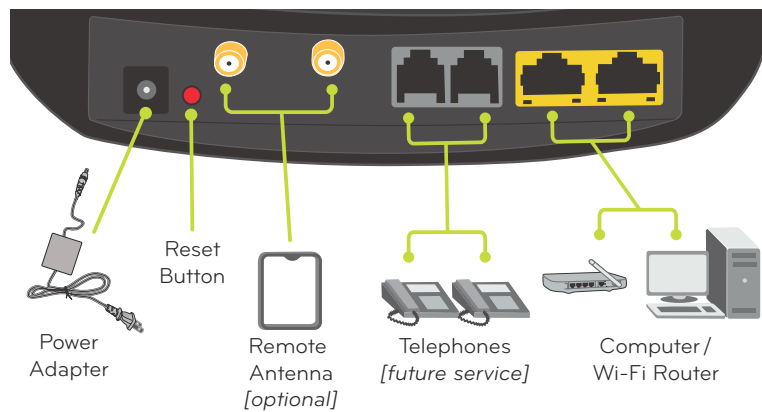 Power
Adapter
Reset
Button
Remote
Antenna
[optional]
Telephones
[future service]
Computer/
Wi-Fi Router